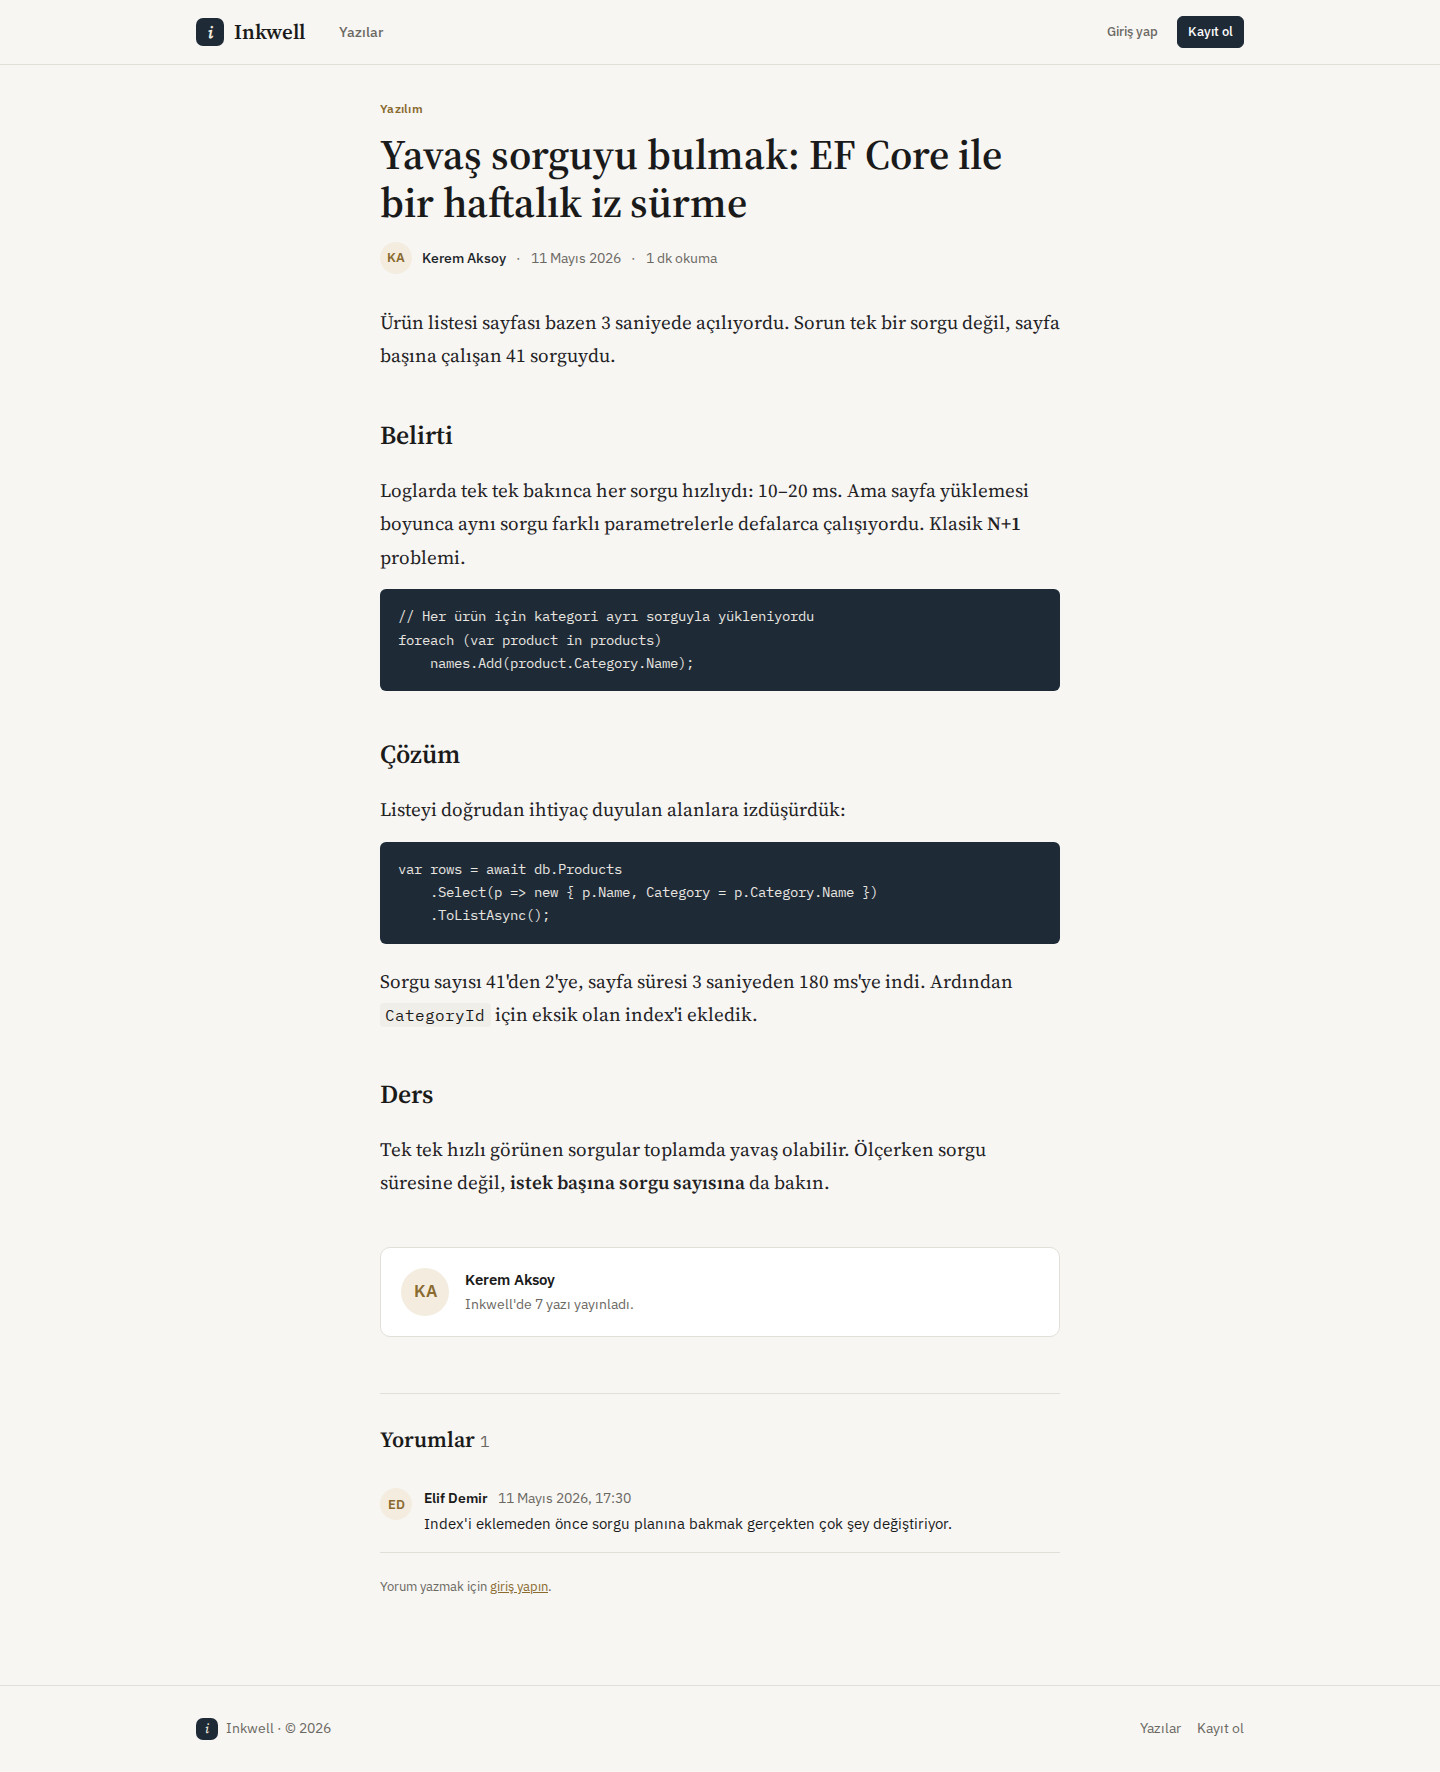 i Inkwell Yazılar Giriş yap Kayıt ol
Yazılım
Yavaş sorguyu bulmak: EF Core ile
bir haftalık iz sürme
KA Kerem Aksoy · 11 Mayıs 2026 · 1 dk okuma
Ürün listesi sayfası bazen 3 saniyede açılıyordu. Sorun tek bir sorgu değil, sayfa
başına çalışan 41 sorguydu.
Belirti
Loglarda tek tek bakınca her sorgu hızlıydı: 10–20 ms. Ama sayfa yüklemesi
boyunca aynı sorgu farklı parametrelerle defalarca çalışıyordu. Klasik N+1
problemi.
// Her ürün için kategori ayrı sorguyla yükleniyordu
foreach (var product in products)
    names.Add(product.Category.Name);
Çözüm
Listeyi doğrudan ihtiyaç duyulan alanlara izdüşürdük:
var rows = await db.Products
    .Select(p => new { p.Name, Category = p.Category.Name })
    .ToListAsync();
Sorgu sayısı 41'den 2'ye, sayfa süresi 3 saniyeden 180 ms'ye indi. Ardından
CategoryId için eksik olan index'i ekledik.
Ders
Tek tek hızlı görünen sorgular toplamda yavaş olabilir. Ölçerken sorgu
süresine değil, istek başına sorgu sayısına da bakın.
KA Kerem Aksoy
Inkwell'de 7 yazı yayınladı.
Yorumlar 1
ED Elif Demir 11 Mayıs 2026, 17:30
Index'i eklemeden önce sorgu planına bakmak gerçekten çok şey değiştiriyor.
Yorum yazmak için giriş yapın.
i Inkwell · © 2026 Yazılar Kayıt ol